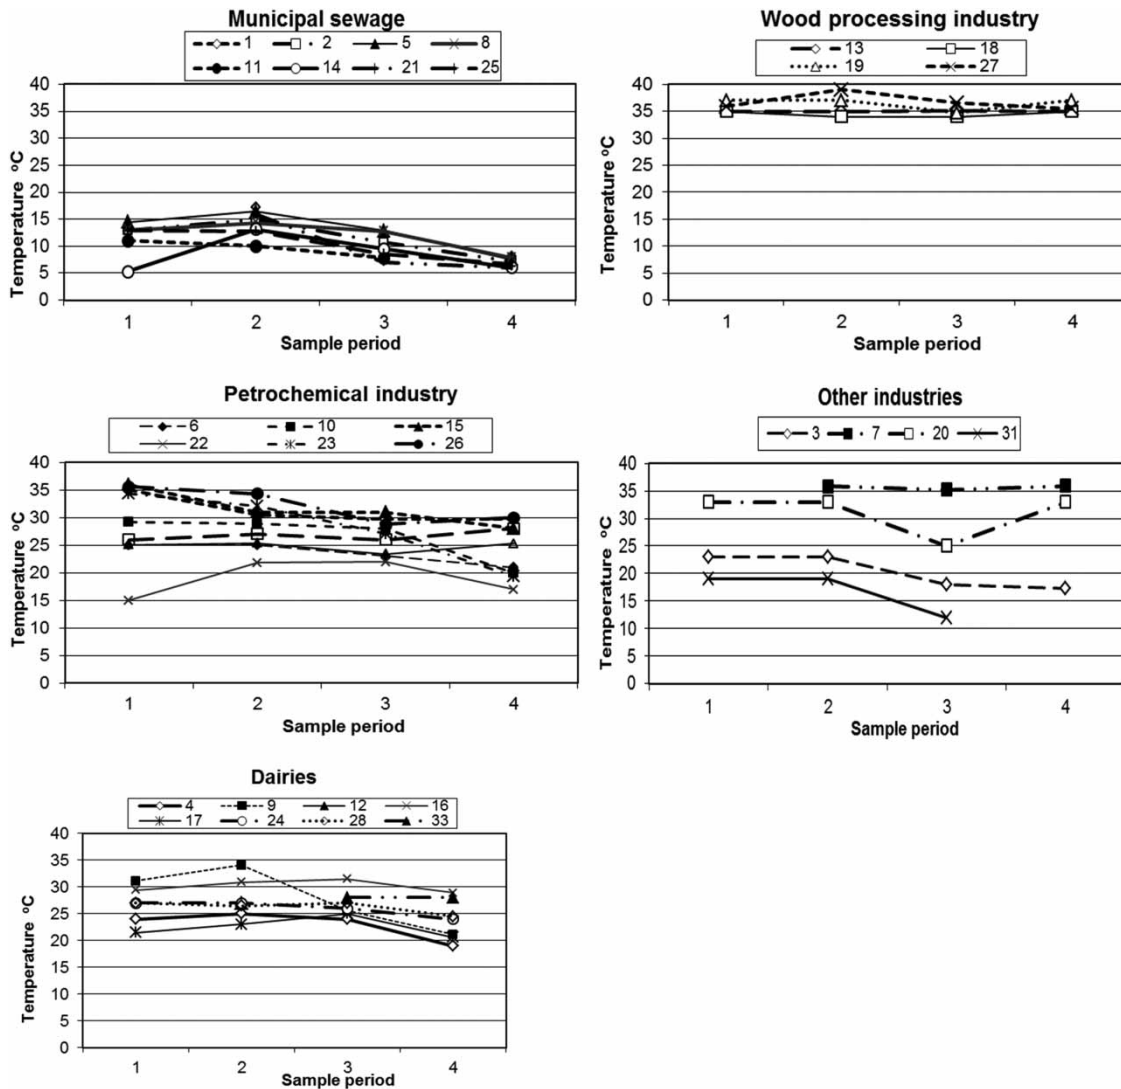 Municipal sewage
1 2 5 8
11 14 21 25
40
35
30
25
20
15
10
5
0
Temperature ºC
1 2 3 4
Sample period
Wood processing industry
13 18
19 27
40
35
30
25
20
15
10
5
0
Temperature ºC
1 2 3 4
Sample period
Petrochemical industry
6 10 15
22 23 26
40
35
30
25
20
15
10
5
0
Temperature ºC
1 2 3 4
Sample period
Other industries
3 7 20 31
40
35
30
25
20
15
10
5
0
Temperature ºC
1 2 3 4
Sample period
Dairies
4 9 12 16
17 24 28 33
40
35
30
25
20
15
10
5
0
Temperature ºC
1 2 3 4
Sample period